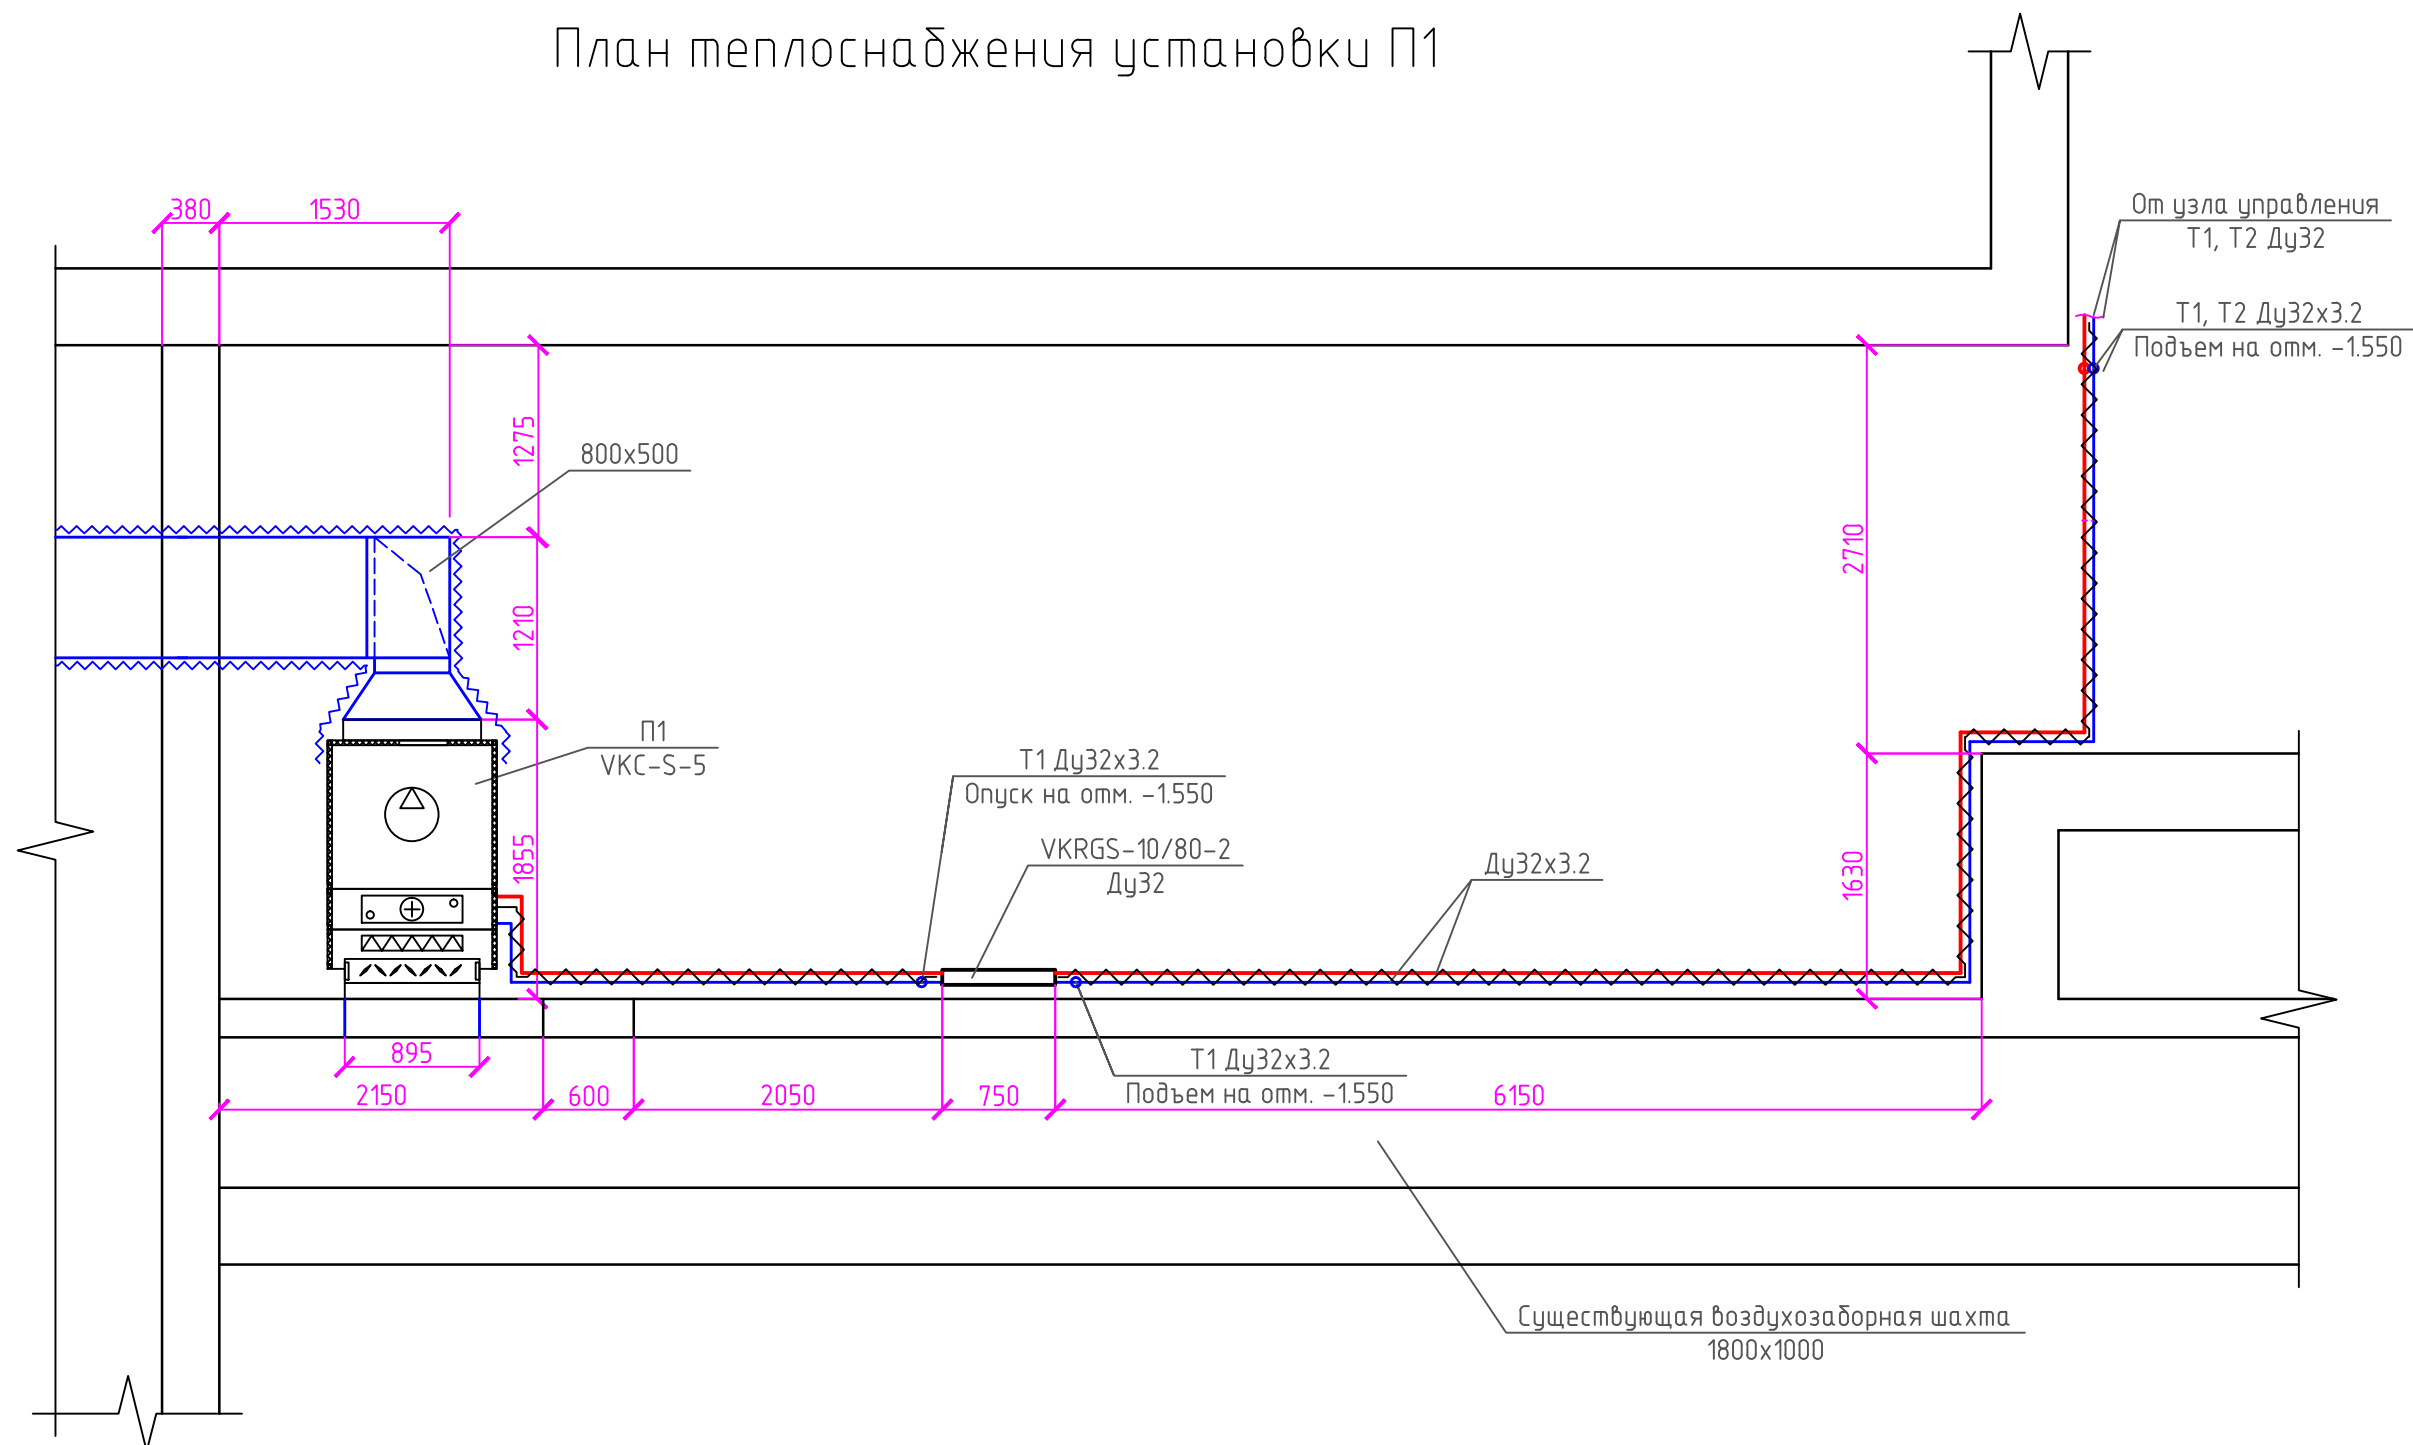 План теплоснабжения установки П1
380
1530
От узла управления
Т1, Т2 Ду32
Т1, Т2 Ду32х3.2
Подъем на отм. -1.550
1275
800х500
2710
1210
П1
VKC-S-5
Т1 Ду32х3.2
Опуск на отм. -1.550
1855
VKRGS-10/80-2
Ду32
Ду32х3.2
1630
895
Т1 Ду32х3.2
Подъем на отм. -1.550
2150
600
2050
750
6150
Существующая воздухозаборная шахта
1800х1000